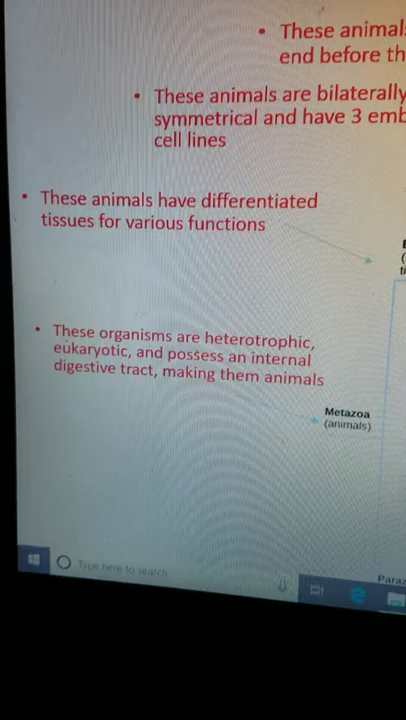 • These animal
end before th
• These animals are bilaterally
symmetrical and have 3 emb
cell lines
• These animals have differentiated
tissues for various functions
(
ti
• These organisms are heterotrophic,
eukaryotic, and possess an internal
digestive tract, making them animals
Metazoa
(animals)
Type here to search
Paraz